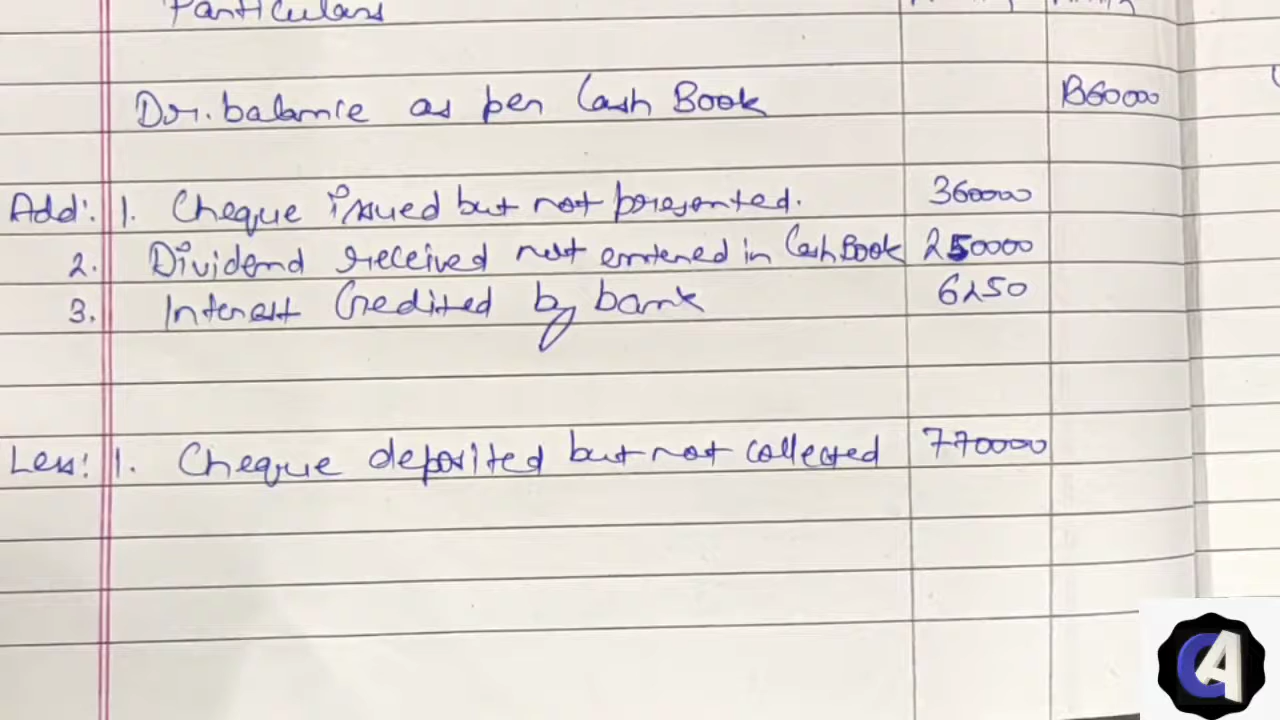 Particulars
Dr. balance as per Cash Book 1360000
Add: 1. Cheque issued but not presented. 360000
2. Dividend received not entered in Cash Book 250000
3. Interest Credited by bank 6250
Less: 1. Cheque deposited but not collected 770000
CA